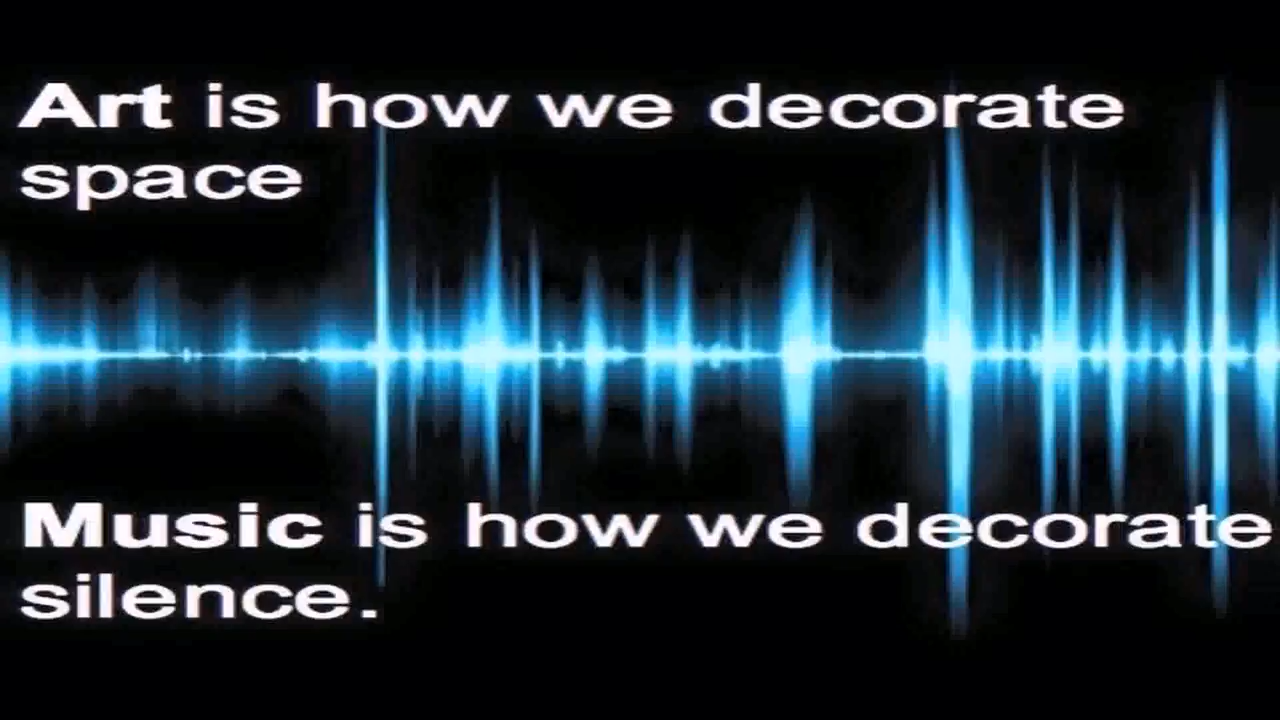 Art is how we decorate
space
Music is how we decorate
silence.